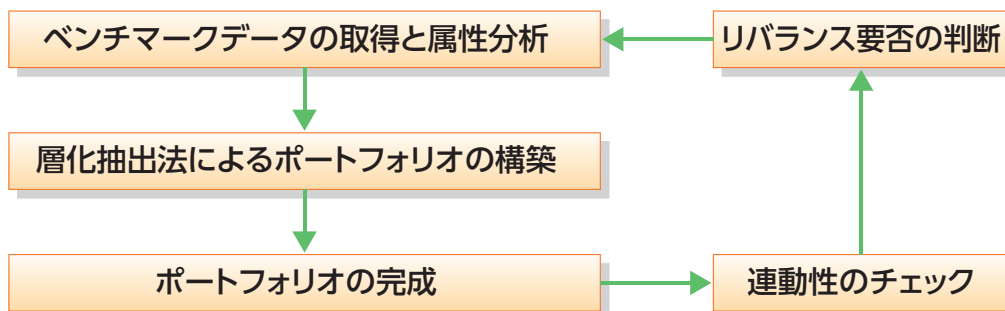 ベンチマークデータの取得と属性分析
リバランス要否の判断
層化抽出法によるポートフォリオの構築
ポートフォリオの完成
連動性のチェック